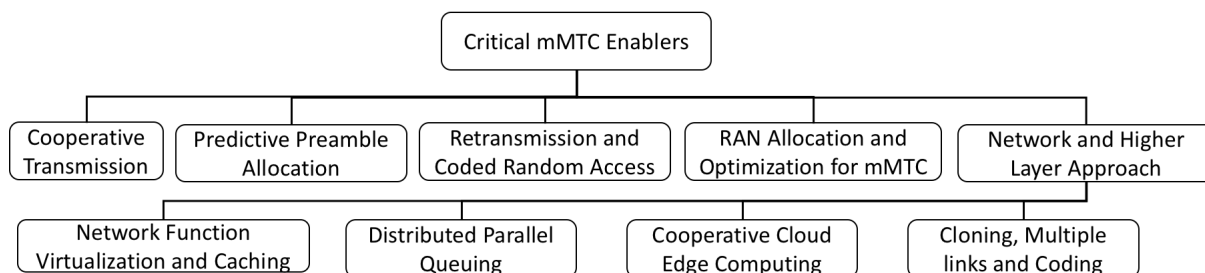 Critical mMTC Enablers
Cooperative
Transmission
Predictive Preamble
Allocation
Retransmission and
Coded Random Access
RAN Allocation and
Optimization for mMTC
Network and Higher
Layer Approach
Network Function
Virtualization and Caching
Distributed Parallel
Queuing
Cooperative Cloud
Edge Computing
Cloning, Multiple
links and Coding